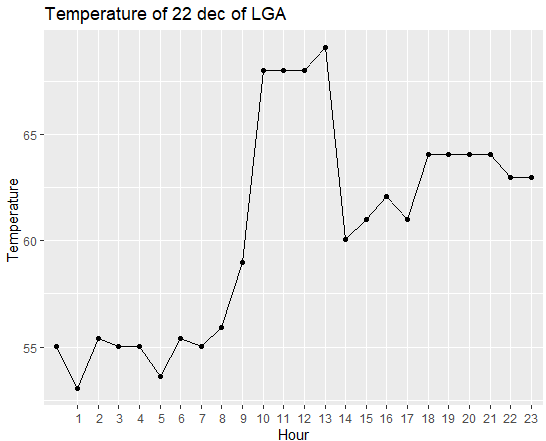 Temperature of 22 dec of LGA
65
60
55
Temperature
1 2 3 4 5 6 7 8 9 10 11 12 13 14 15 16 17 18 19 20 21 22 23
Hour